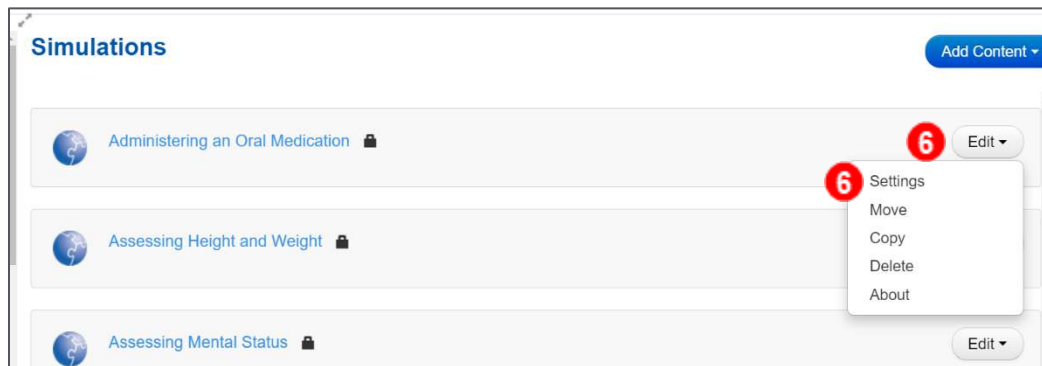 Simulations
Add Content
Administering an Oral Medication
6
Edit
6
Settings
Move
Copy
Delete
About
Assessing Height and Weight
Assessing Mental Status
Edit